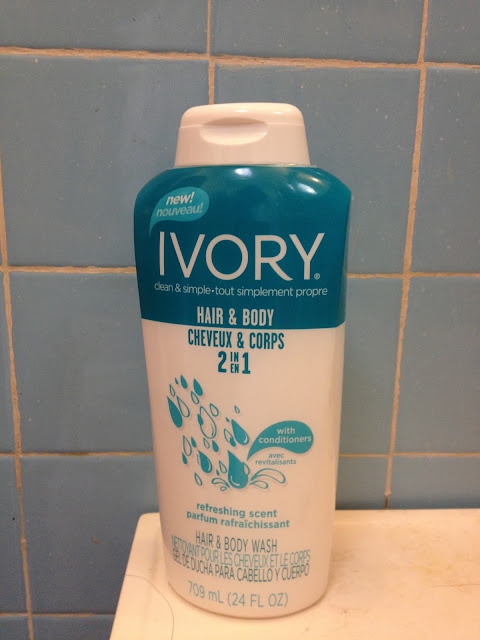 new!
nouveau!
IVORY®
clean & simple • tout simplement propre
HAIR & BODY
CHEVEUX & CORPS
2 IN EN 1
with
conditioners
avec
revitalisants
refreshing scent
parfum rafraîchissant
HAIR & BODY WASH
NETTOYANT POUR LES CHEVEUX ET LE CORPS
GEL DE DUCHA PARA CABELLO Y CUERPO
709 mL (24 FL OZ)